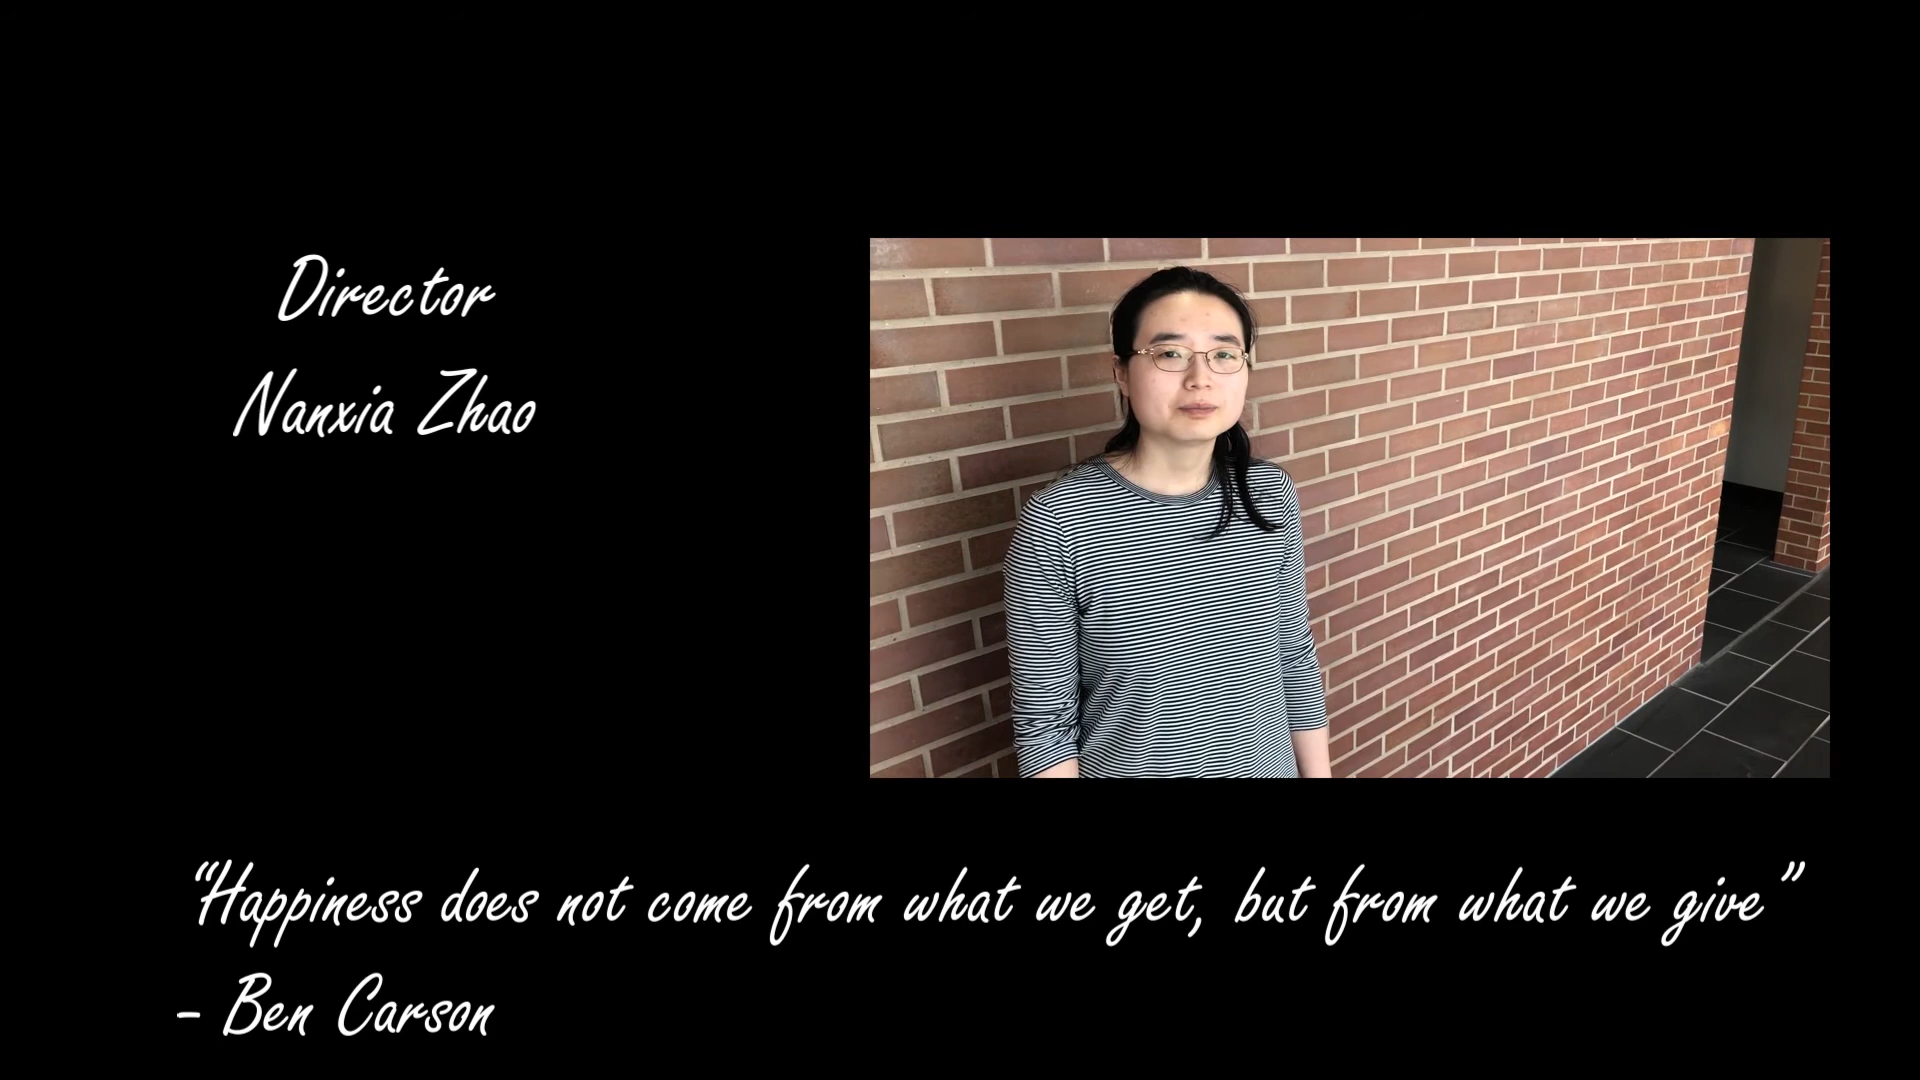 Director
Nanxia Zhao
“Happiness does not come from what we get, but from what we give”
- Ben Carson